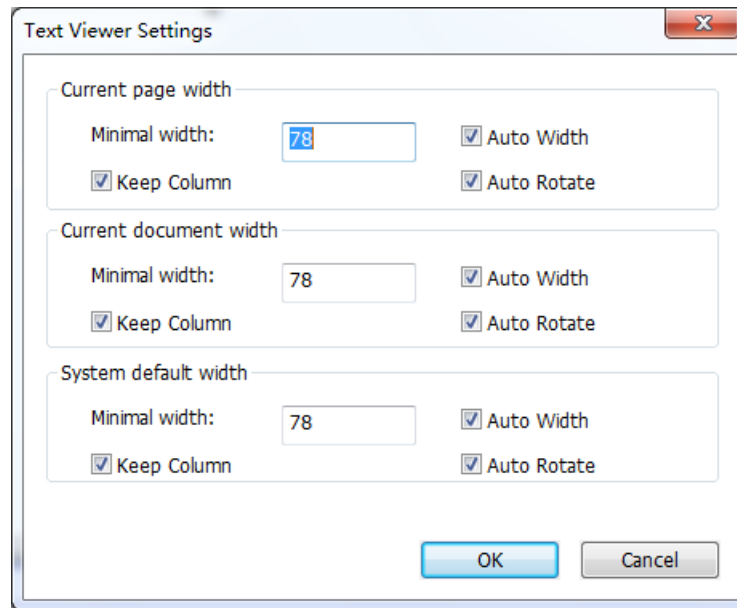 Text Viewer Settings
Current page width
Minimal width: 78 Auto Width
Keep Column Auto Rotate
Current document width
Minimal width: 78 Auto Width
Keep Column Auto Rotate
System default width
Minimal width: 78 Auto Width
Keep Column Auto Rotate
OK Cancel